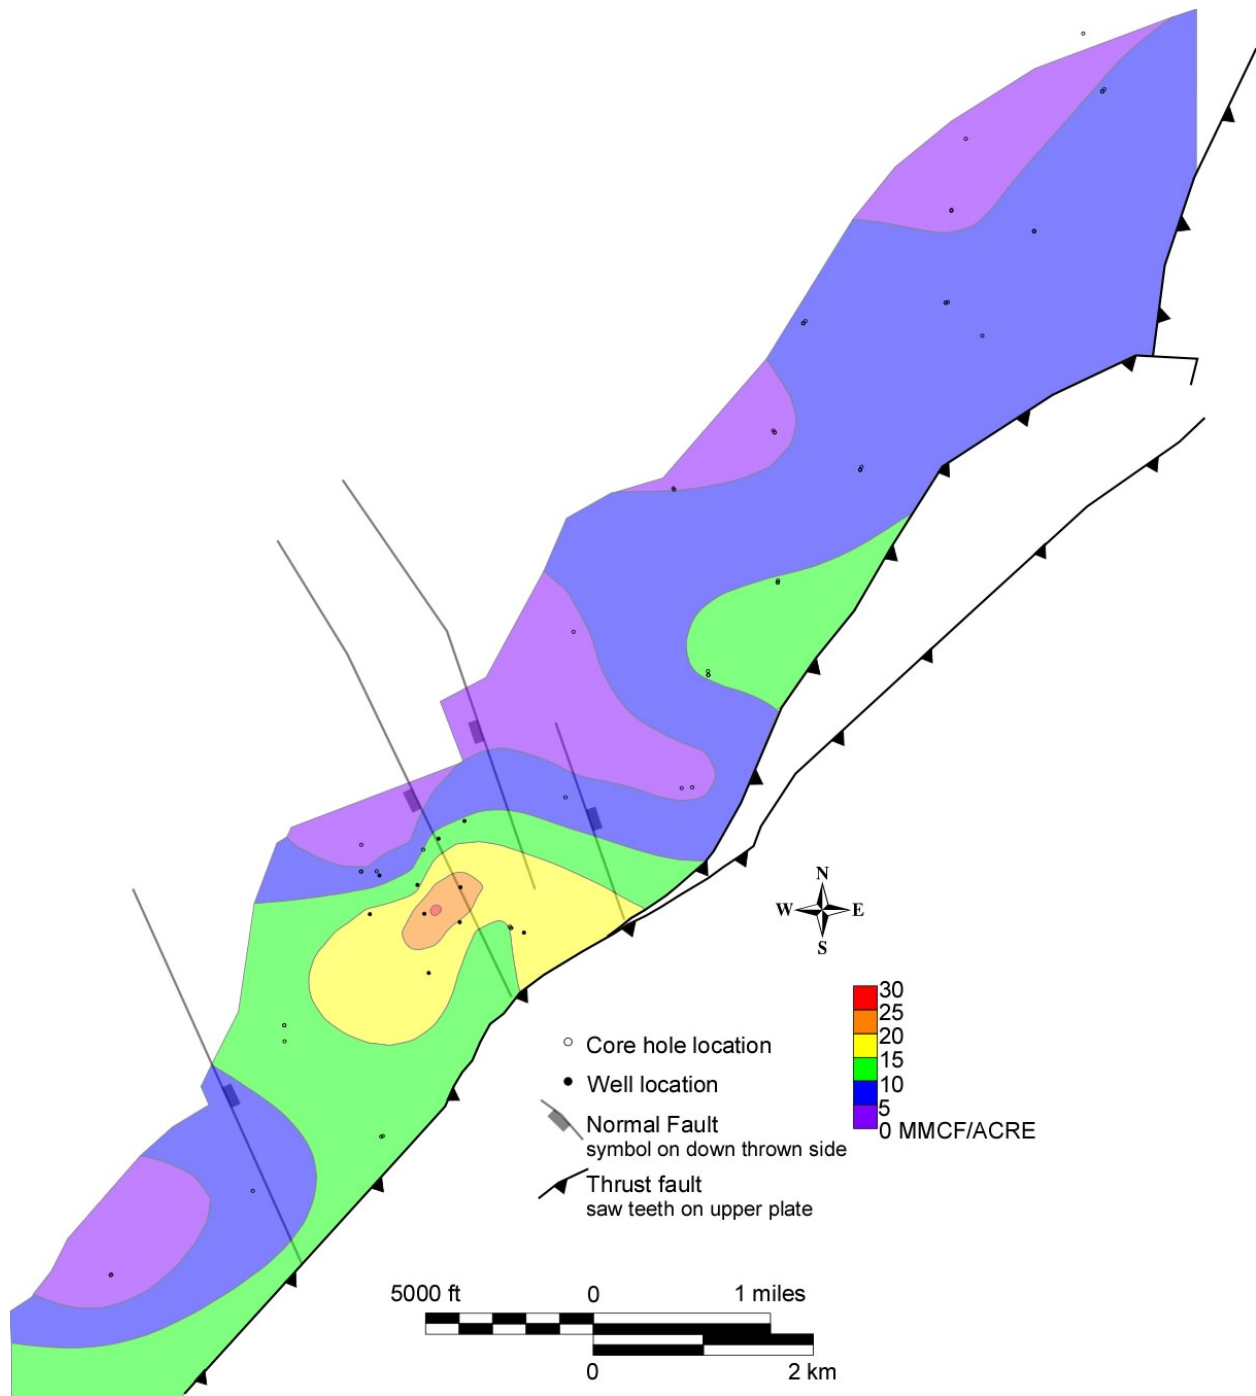 N
W E
S
30
25
20
15
10
5
0 MMCF/ACRE
Core hole location
Well location
Normal Fault
symbol on down thrown side
Thrust fault
saw teeth on upper plate
5000 ft 0 1 miles
0 2 km